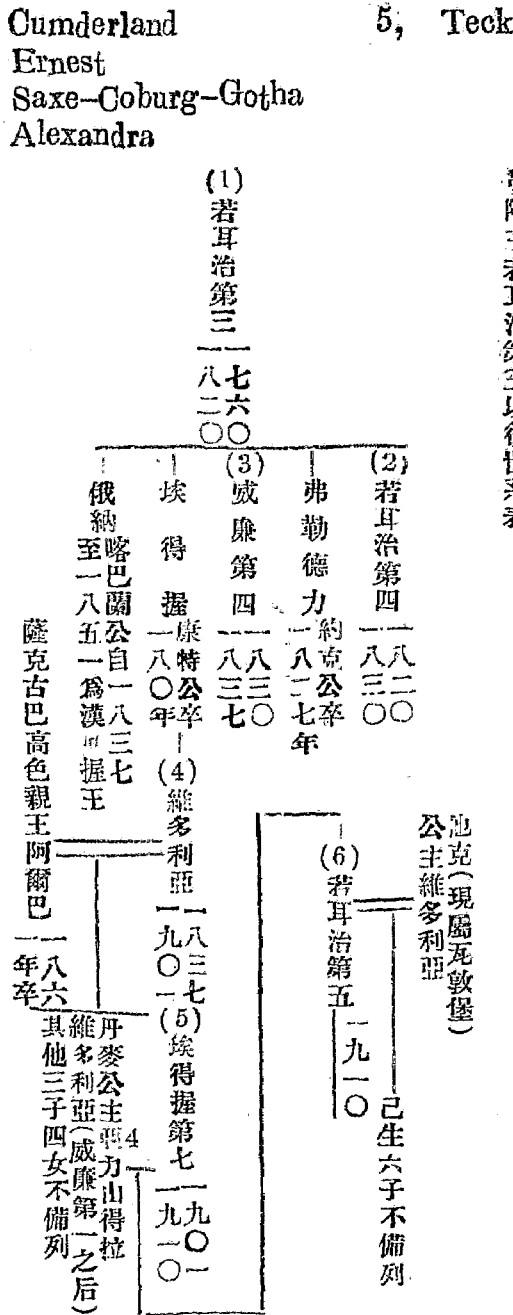 Cumderland
5, Teck
Ernest
Saxe-Coburg-Gotha
Alexandra
(1)
若耳治第三
一七六〇
一八二〇
(2)
若耳治第四
一八二〇
一八三〇
弗勒德力
約克公卒
一八二七年
(3)
威廉第四
一八三〇
一八三七
埃得握
康特公卒
一八〇年
俄納
喀巴蘭公自一八三七
至一八五一爲漢 握王
(4)
維多利亞
一八三七
一九〇一
薩克古巴高色親王阿爾巴
一八六
一年卒
(5)
埃得握第七
一九〇一
一九一〇
丹麥公主亞力山得拉
4
維多利亞(威廉第一之后)
其他三子四女不備列
(6)
若耳治第五
一九一〇
池克(現屬瓦敦堡)
公主維多利亞
己生六子不備列